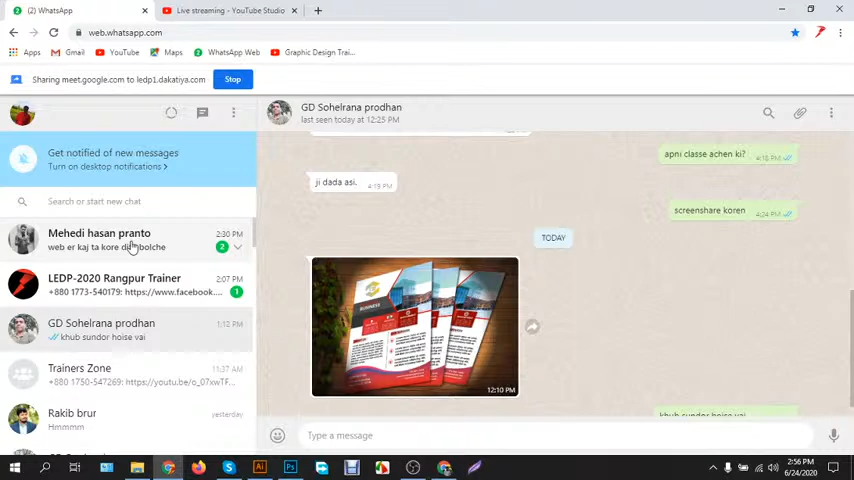 (2) WhatsApp
Live streaming - YouTube Studio
web.whatsapp.com
Apps
Gmail
YouTube
Maps
WhatsApp Web
Graphic Design Trai...
Sharing meet.google.com to ledp1.dakatiya.com
Stop
GD Sohelrana prodhan
last seen today at 12:25 PM
Get notified of new messages
Turn on desktop notifications >
Search or start new chat
Mehedi hasan pranto
2:30 PM
web er kaj ta kore bolche
2
LEDP-2020 Rangpur Trainer
2:07 PM
+880 1773-540179: https://www.facebook....
1
GD Sohelrana prodhan
1:12 PM
khub sundor hoise vai
Trainers Zone
11:37 AM
+880 1750-547269: https://youtu.be/o_07xwTF...
Rakib brur
yesterday
Hmmmm
apni classe achen ki?
4:18 PM
ji dada asi.
4:19 PM
screenshare koren
4:24 PM
TODAY
BUSINESS
12:10 PM
khub sundor hoise vai
Type a message
2:56 PM
6/24/2020